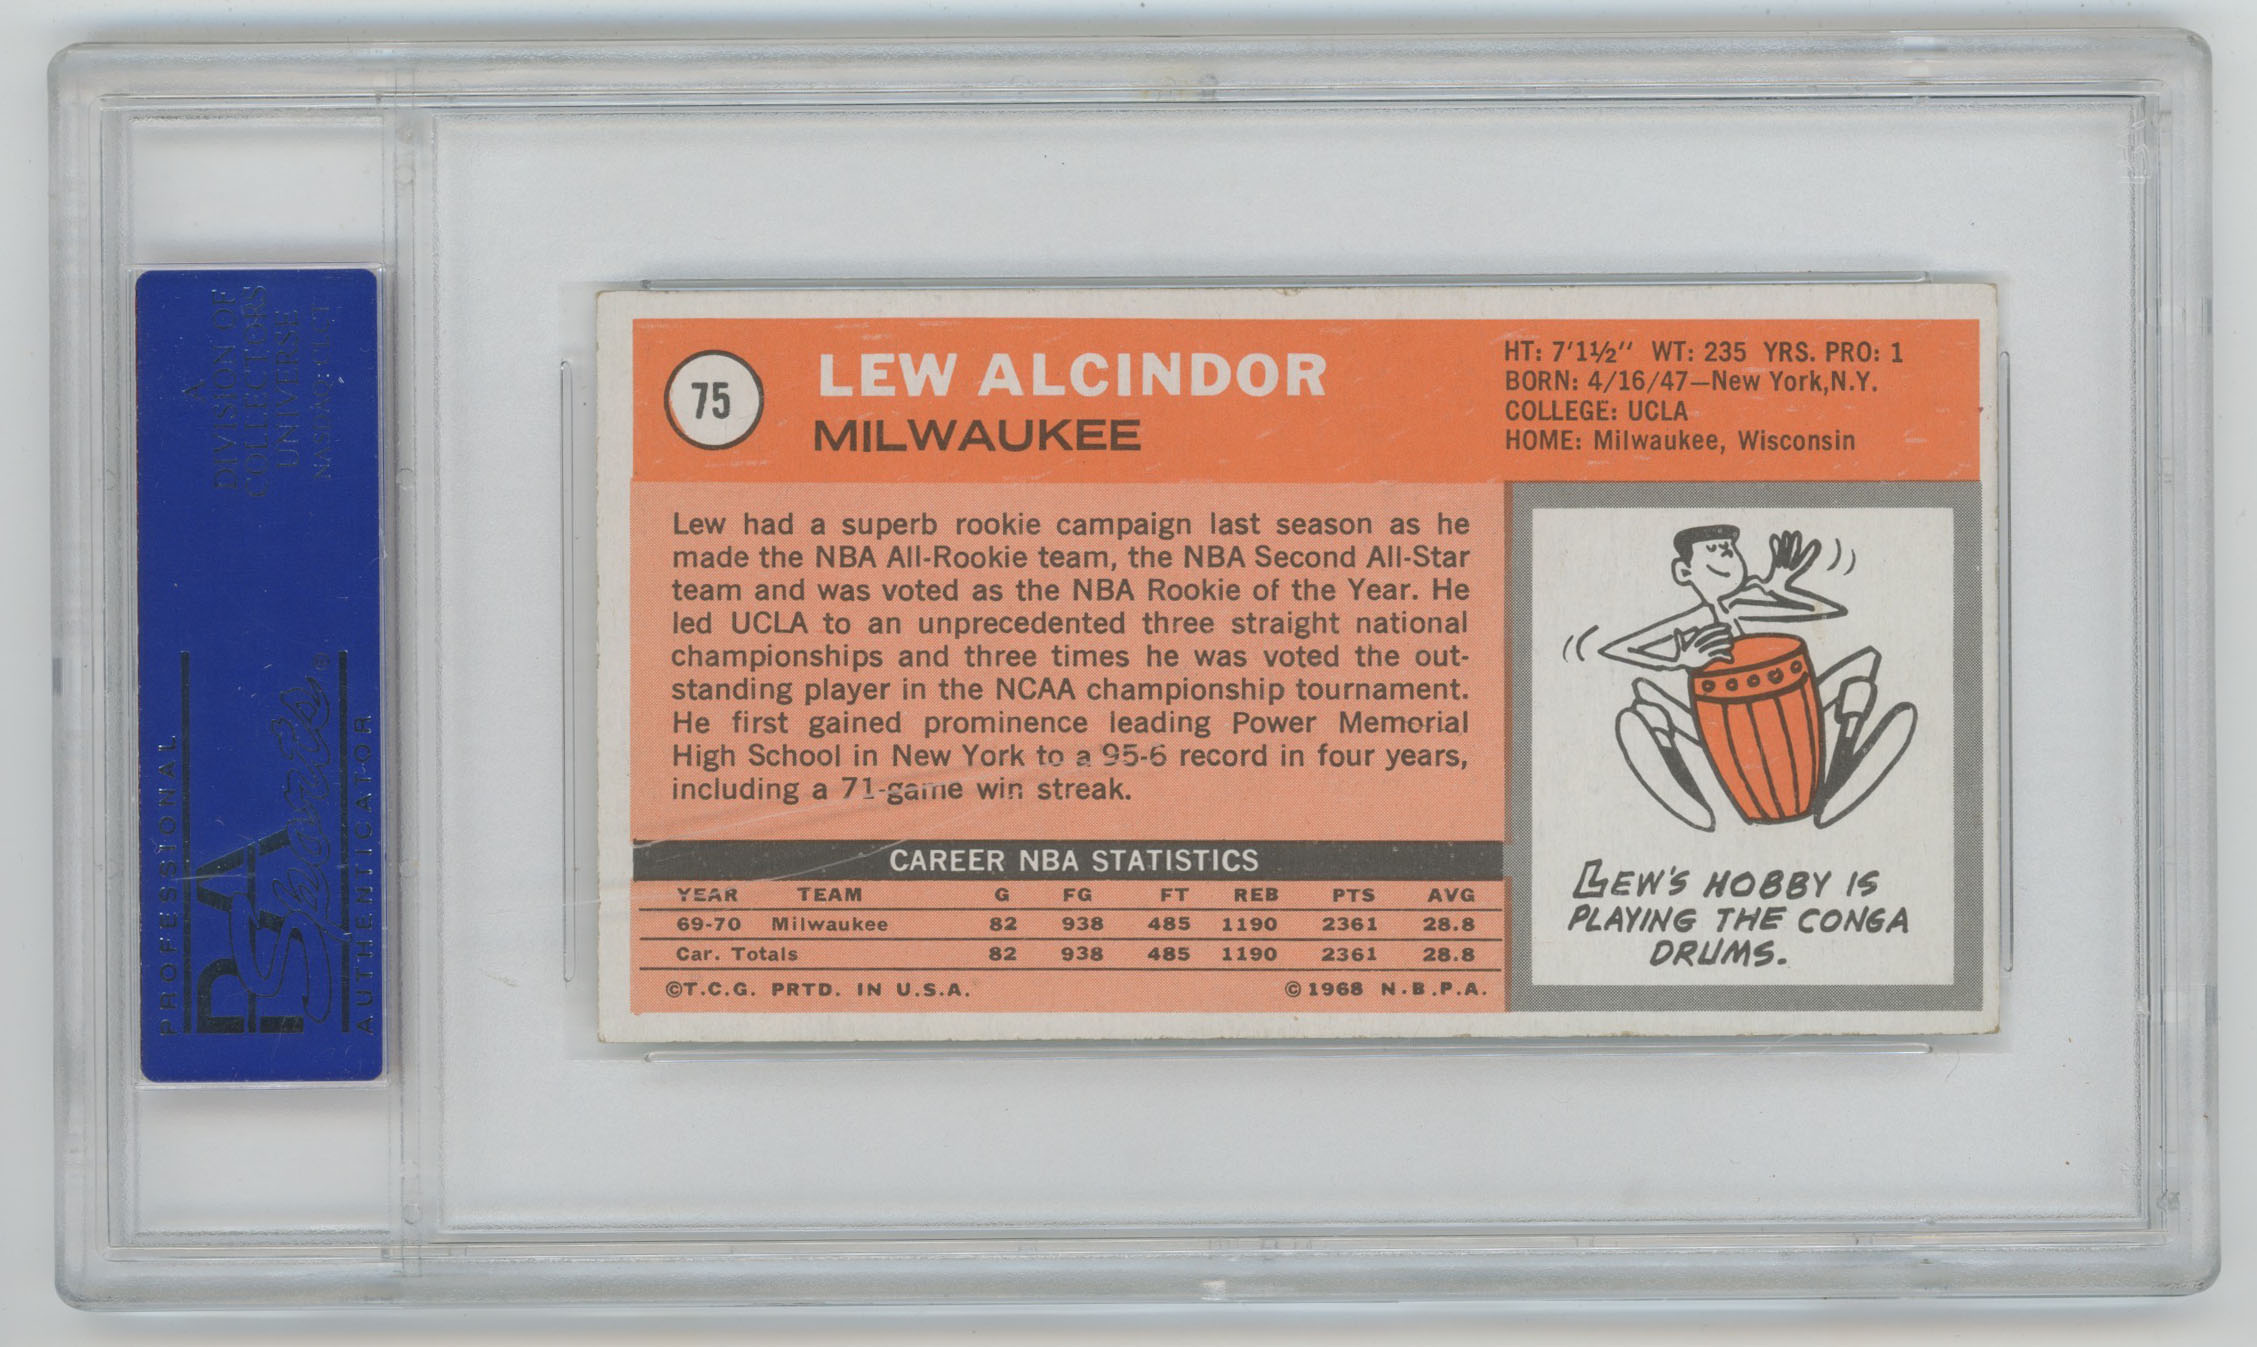 A
DIVISION OF
COLLECTORS
UNIVERSE
NASDAQ: CLCT
PROFESSIONAL
PSA
AUTHENTICATOR
75
LEW ALCINDOR
MILWAUKEE
HT: 7'1½" WT: 235 YRS. PRO: 1
BORN: 4/16/47—New York,N.Y.
COLLEGE: UCLA
HOME: Milwaukee, Wisconsin
Lew had a superb rookie campaign last season as he
made the NBA All-Rookie team, the NBA Second All-Star
team and was voted as the NBA Rookie of the Year. He
led UCLA to an unprecedented three straight national
championships and three times he was voted the out-
standing player in the NCAA championship tournament.
He first gained prominence leading Power Memorial
High School in New York to a 95-6 record in four years,
including a 71-game win streak.
CAREER NBA STATISTICS
YEAR TEAM G FG FT REB PTS AVG
69-70 Milwaukee 82 938 485 1190 2361 28.8
Car. Totals 82 938 485 1190 2361 28.8
©T.C.G. PRTD. IN U.S.A. ©1968 N.B.P.A.
LEW'S HOBBY IS
PLAYING THE CONGA
DRUMS.